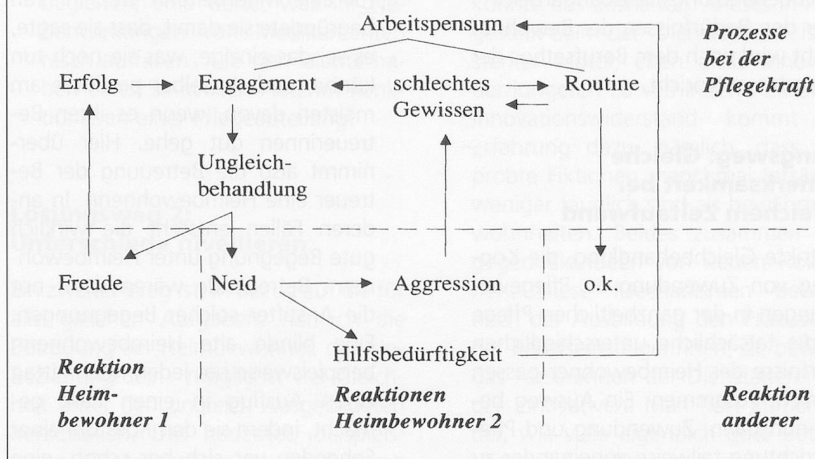 Arbeitspensum
Prozesse
bei der
Pflegekraft
Erfolg Engagement schlechtes Routine
Gewissen
Ungleich-
behandlung
Freude Neid Aggression o.k.
Hilfsbedürftigkeit
Reaktion
Heim-
bewohner 1
Reaktionen
Heimbewohner 2
Reaktion
anderer